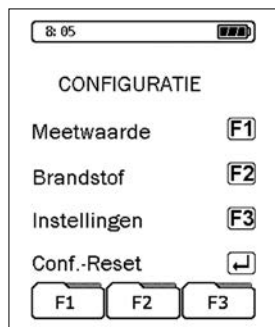 8:05
CONFIGURATIE
Meetwaarde F1
Brandstof F2
Instellingen F3
Conf.-Reset ↵
F1 F2 F3